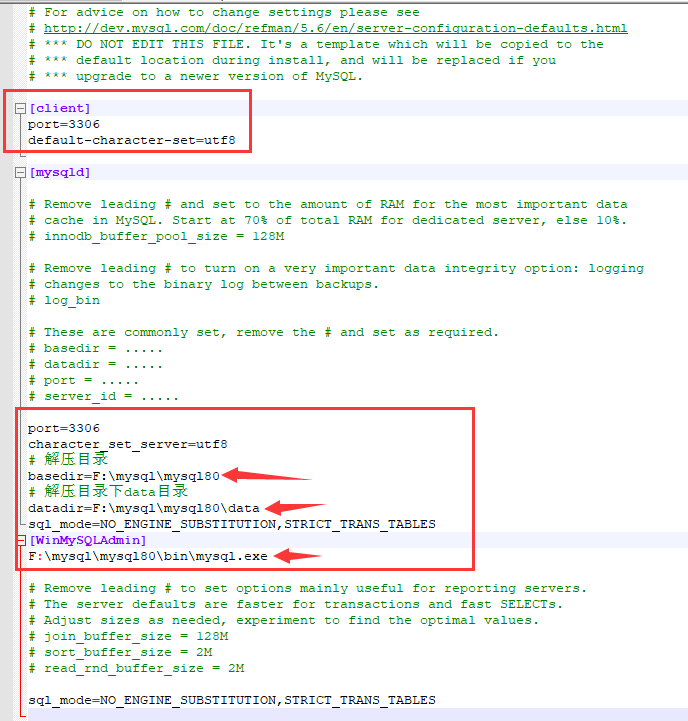 # For advice on how to change settings please see
# http://dev.mysql.com/doc/refman/5.6/en/server-configuration-defaults.html
# *** DO NOT EDIT THIS FILE. It's a template which will be copied to the
# *** default location during install, and will be replaced if you
# *** upgrade to a newer version of MySQL.
[client]
port=3306
default-character-set=utf8
[mysqld]
# Remove leading # and set to the amount of RAM for the most important data
# cache in MySQL. Start at 70% of total RAM for dedicated server, else 10%.
# innodb_buffer_pool_size = 128M
# Remove leading # to turn on a very important data integrity option: logging
# changes to the binary log between backups.
# log_bin
# These are commonly set, remove the # and set as required.
# basedir = .....
# datadir = .....
# port = .....
# server_id = .....
port=3306
character_set_server=utf8
# 解压目录
basedir=F:\mysql\mysql80
# 解压目录下data目录
datadir=F:\mysql\mysql80\data
sql_mode=NO_ENGINE_SUBSTITUTION,STRICT_TRANS_TABLES
[WinMySQLAdmin]
F:\mysql\mysql80\bin\mysql.exe
# Remove leading # to set options mainly useful for reporting servers.
# The server defaults are faster for transactions and fast SELECTs.
# Adjust sizes as needed, experiment to find the optimal values.
# join_buffer_size = 128M
# sort_buffer_size = 2M
# read_rnd_buffer_size = 2M
sql_mode=NO_ENGINE_SUBSTITUTION,STRICT_TRANS_TABLES